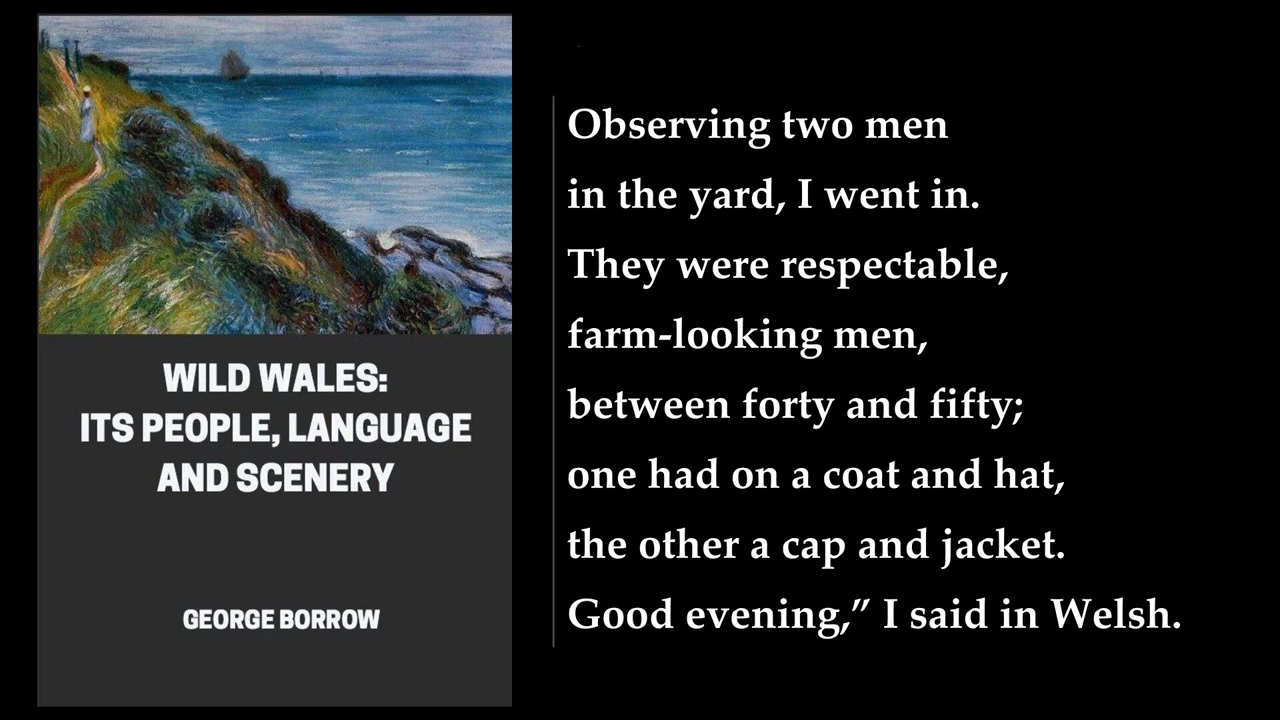 WILD WALES:
ITS PEOPLE, LANGUAGE
AND SCENERY
GEORGE BORROW
Observing two men
in the yard, I went in.
They were respectable,
farm-looking men,
between forty and fifty;
one had on a coat and hat,
the other a cap and jacket.
Good evening,” I said in Welsh.